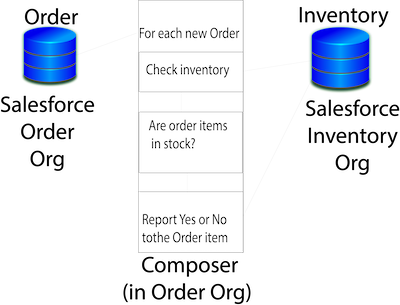 Order
Salesforce
Order
Org
For each new Order
Check inventory
Are order items
in stock?
Report Yes or No
tothe Order item
Composer
(in Order Org)
Inventory
Salesforce
Inventory
Org